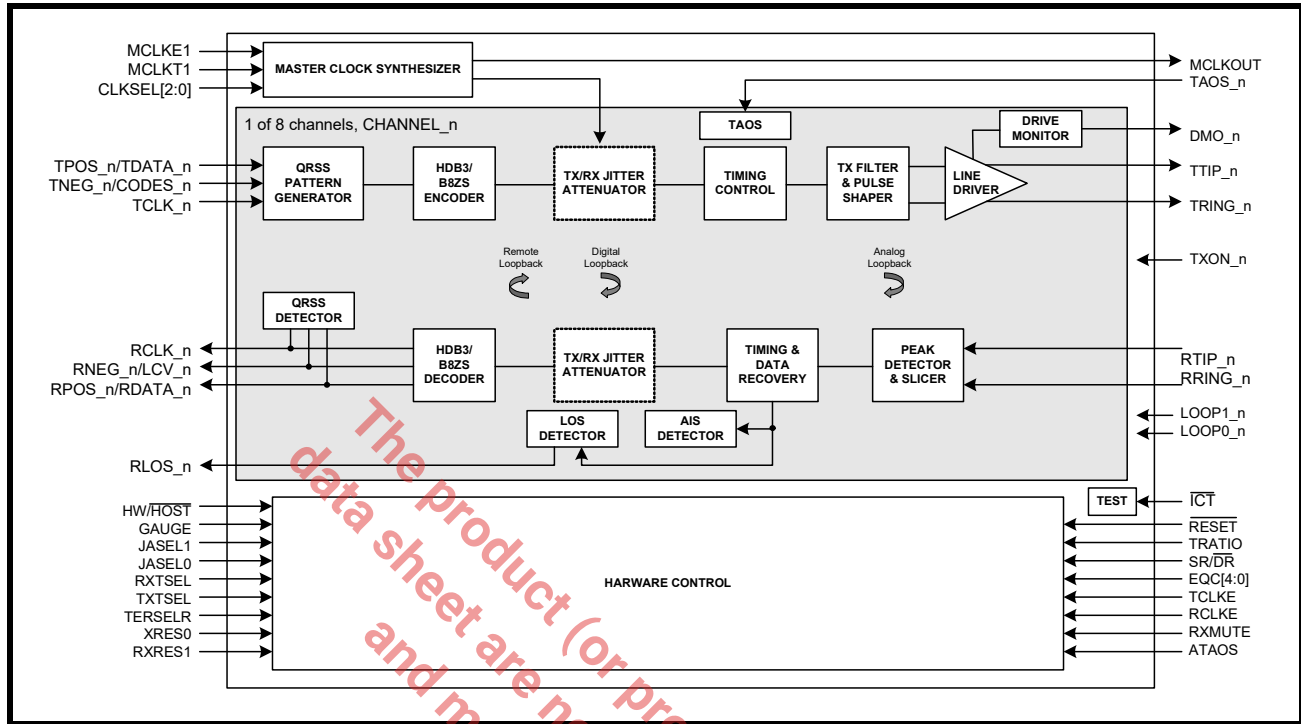 MCLKE1
MCLKT1
CLKSEL[2:0]
MASTER CLOCK SYNTHESIZER
MCLKOUT
TAOS_n
1 of 8 channels, CHANNEL_n
TAOS
DRIVE
MONITOR
DMO_n
TPOS_n/TDATA_n
TNEG_n/CODES_n
TCLK_n
QRSS
PATTERN
GENERATOR
HDB3/
B8ZS
ENCODER
TX/RX JITTER
ATTENUATOR
TIMING
CONTROL
TX FILTER
& PULSE
SHAPER
LINE
DRIVER
TTIP_n
TRING_n
Remote
Loopback
Digital
Loopback
Analog
Loopback
TXON_n
QRSS
DETECTOR
RCLK_n
RNEG_n/LCV_n
RPOS_n/RDATA_n
HDB3/
B8ZS
DECODER
TX/RX JITTER
ATTENUATOR
TIMING &
DATA
RECOVERY
PEAK
DETECTOR
& SLICER
RTIP_n
RRING_n
LOS
DETECTOR
AIS
DETECTOR
LOOP1_n
LOOP0_n
RLOS_n
TEST
ICT
HW/HOST
GAUGE
JASEL1
JASEL0
RXTSEL
TXTSEL
TERSELR
XRES0
RXRES1
HARWARE CONTROL
RESET
TRATIO
SR/DR
EQC[4:0]
TCLKE
RCLKE
RXMUTE
ATAOS
The product (or
data sheet are
and